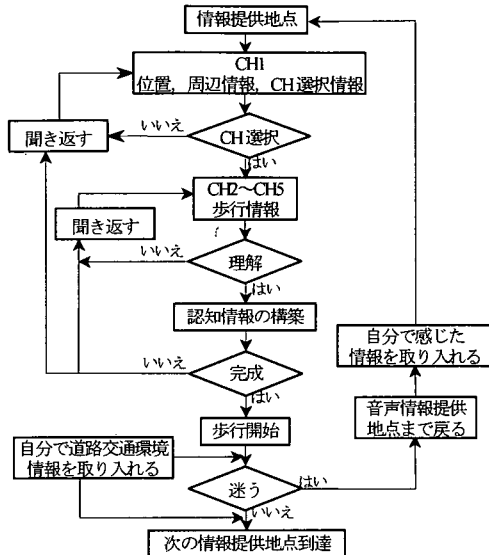 情報提供地点
CH1
位置，周辺情報，CH選択情報
いいえ
聞き返す
CH選択
はい
CH2～CH5
歩行情報
聞き返す
いいえ
理解
はい
認知情報の構築
自分で感じた
情報を取り入れる
いいえ
完成
はい
音声情報提供
地点まで戻る
歩行開始
自分で道路交通環境
情報を取り入れる
迷う
はい
いいえ
次の情報提供地点到達